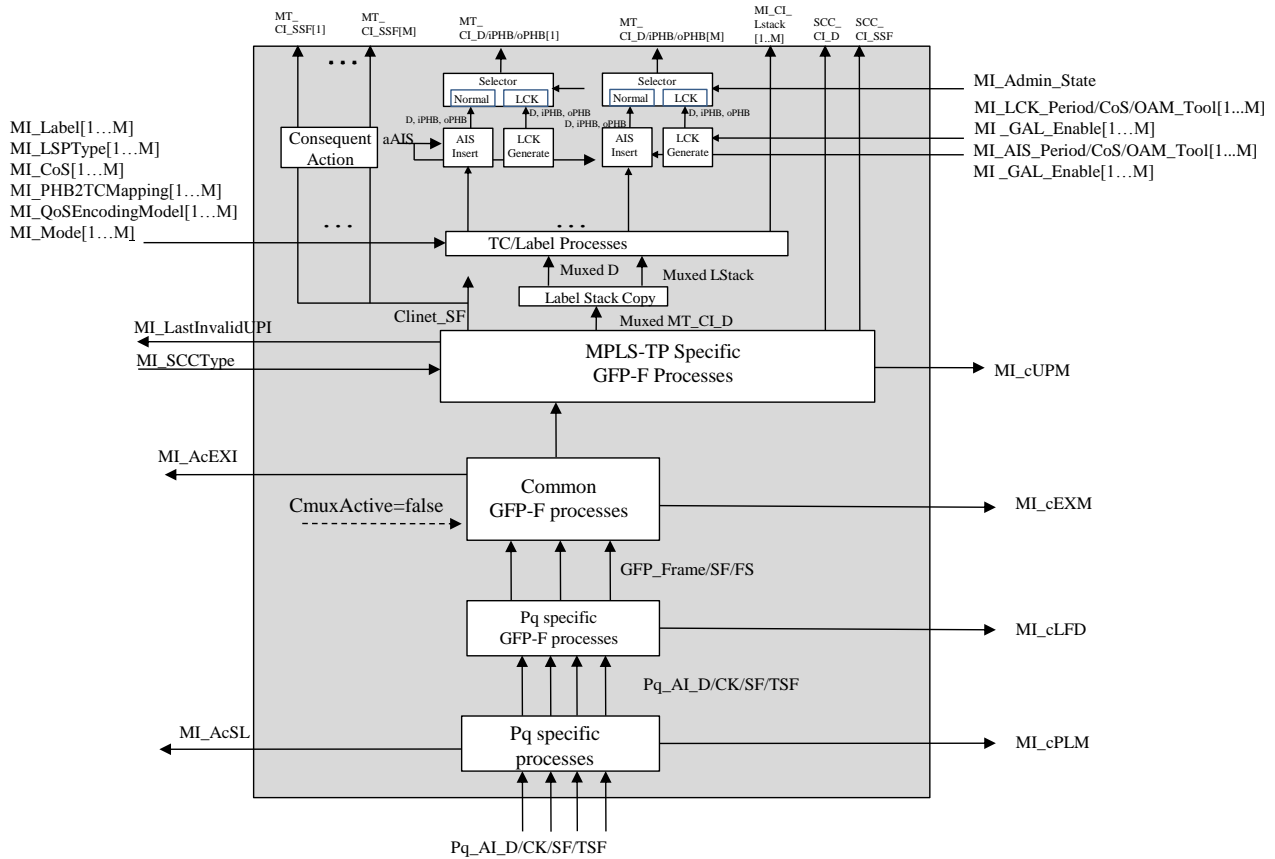 MT_
CI_SSF[1]
MT_
CI_SSF[M]
MT_
CI_D/iPHB/oPHB[1]
MT_
CI_D/iPHB/oPHB[M]
MI_CI_
Lstack
[1..M]
SCC_
CI_D
SCC_
CI_SSF
...
Selector
Normal
LCK
Selector
Normal
LCK
MI_Admin_State
D, iPHB, oPHB
D, iPHB, oPHB
D, iPHB, oPHB
D, iPHB, oPHB
MI_LCK_Period/CoS/OAM_Tool[1...M]
MI _GAL_Enable[1…M]
MI_AIS_Period/CoS/OAM_Tool[1...M]
MI _GAL_Enable[1…M]
MI_Label[1…M]
MI_LSPType[1…M]
MI_CoS[1…M]
MI_PHB2TCMapping[1…M]
MI_QoSEncodingModel[1…M]
MI_Mode[1…M]
Consequent
Action
aAIS
AIS
Insert
LCK
Generate
AIS
Insert
LCK
Generate
...
...
TC/Label Processes
Muxed D
Muxed LStack
Label Stack Copy
Clinet_SF
Muxed MT_CI_D
MI_LastInvalidUPI
MI_SCCType
MPLS-TP Specific
GFP-F Processes
MI_cUPM
MI_AcEXI
Common
GFP-F processes
CmuxActive=false
MI_cEXM
GFP_Frame/SF/FS
Pq specific
GFP-F processes
MI_cLFD
Pq_AI_D/CK/SF/TSF
MI_AcSL
Pq specific
processes
MI_cPLM
Pq_AI_D/CK/SF/TSF